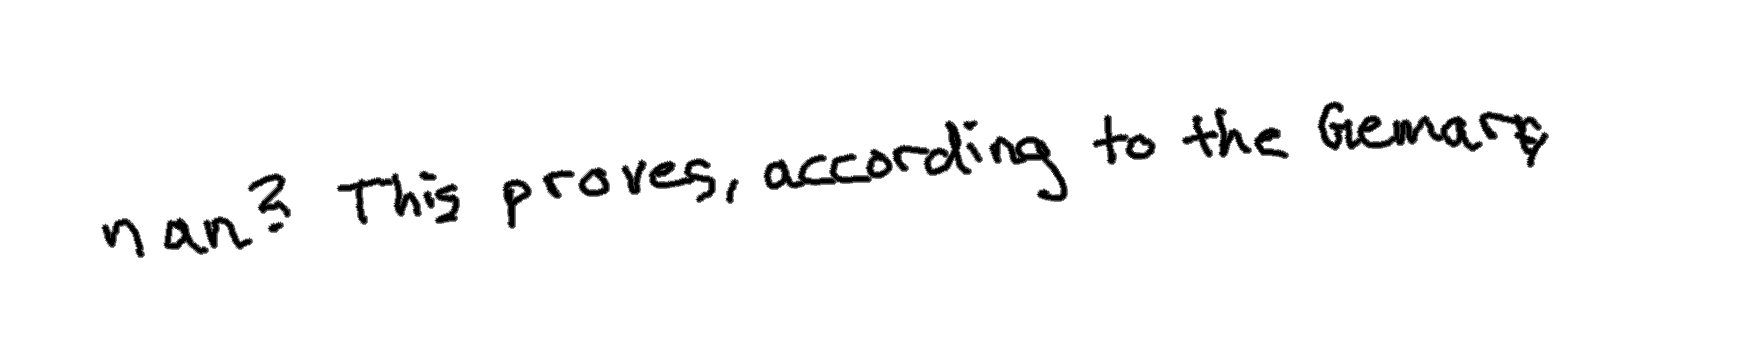 nan? This proves, according to the Gemara,